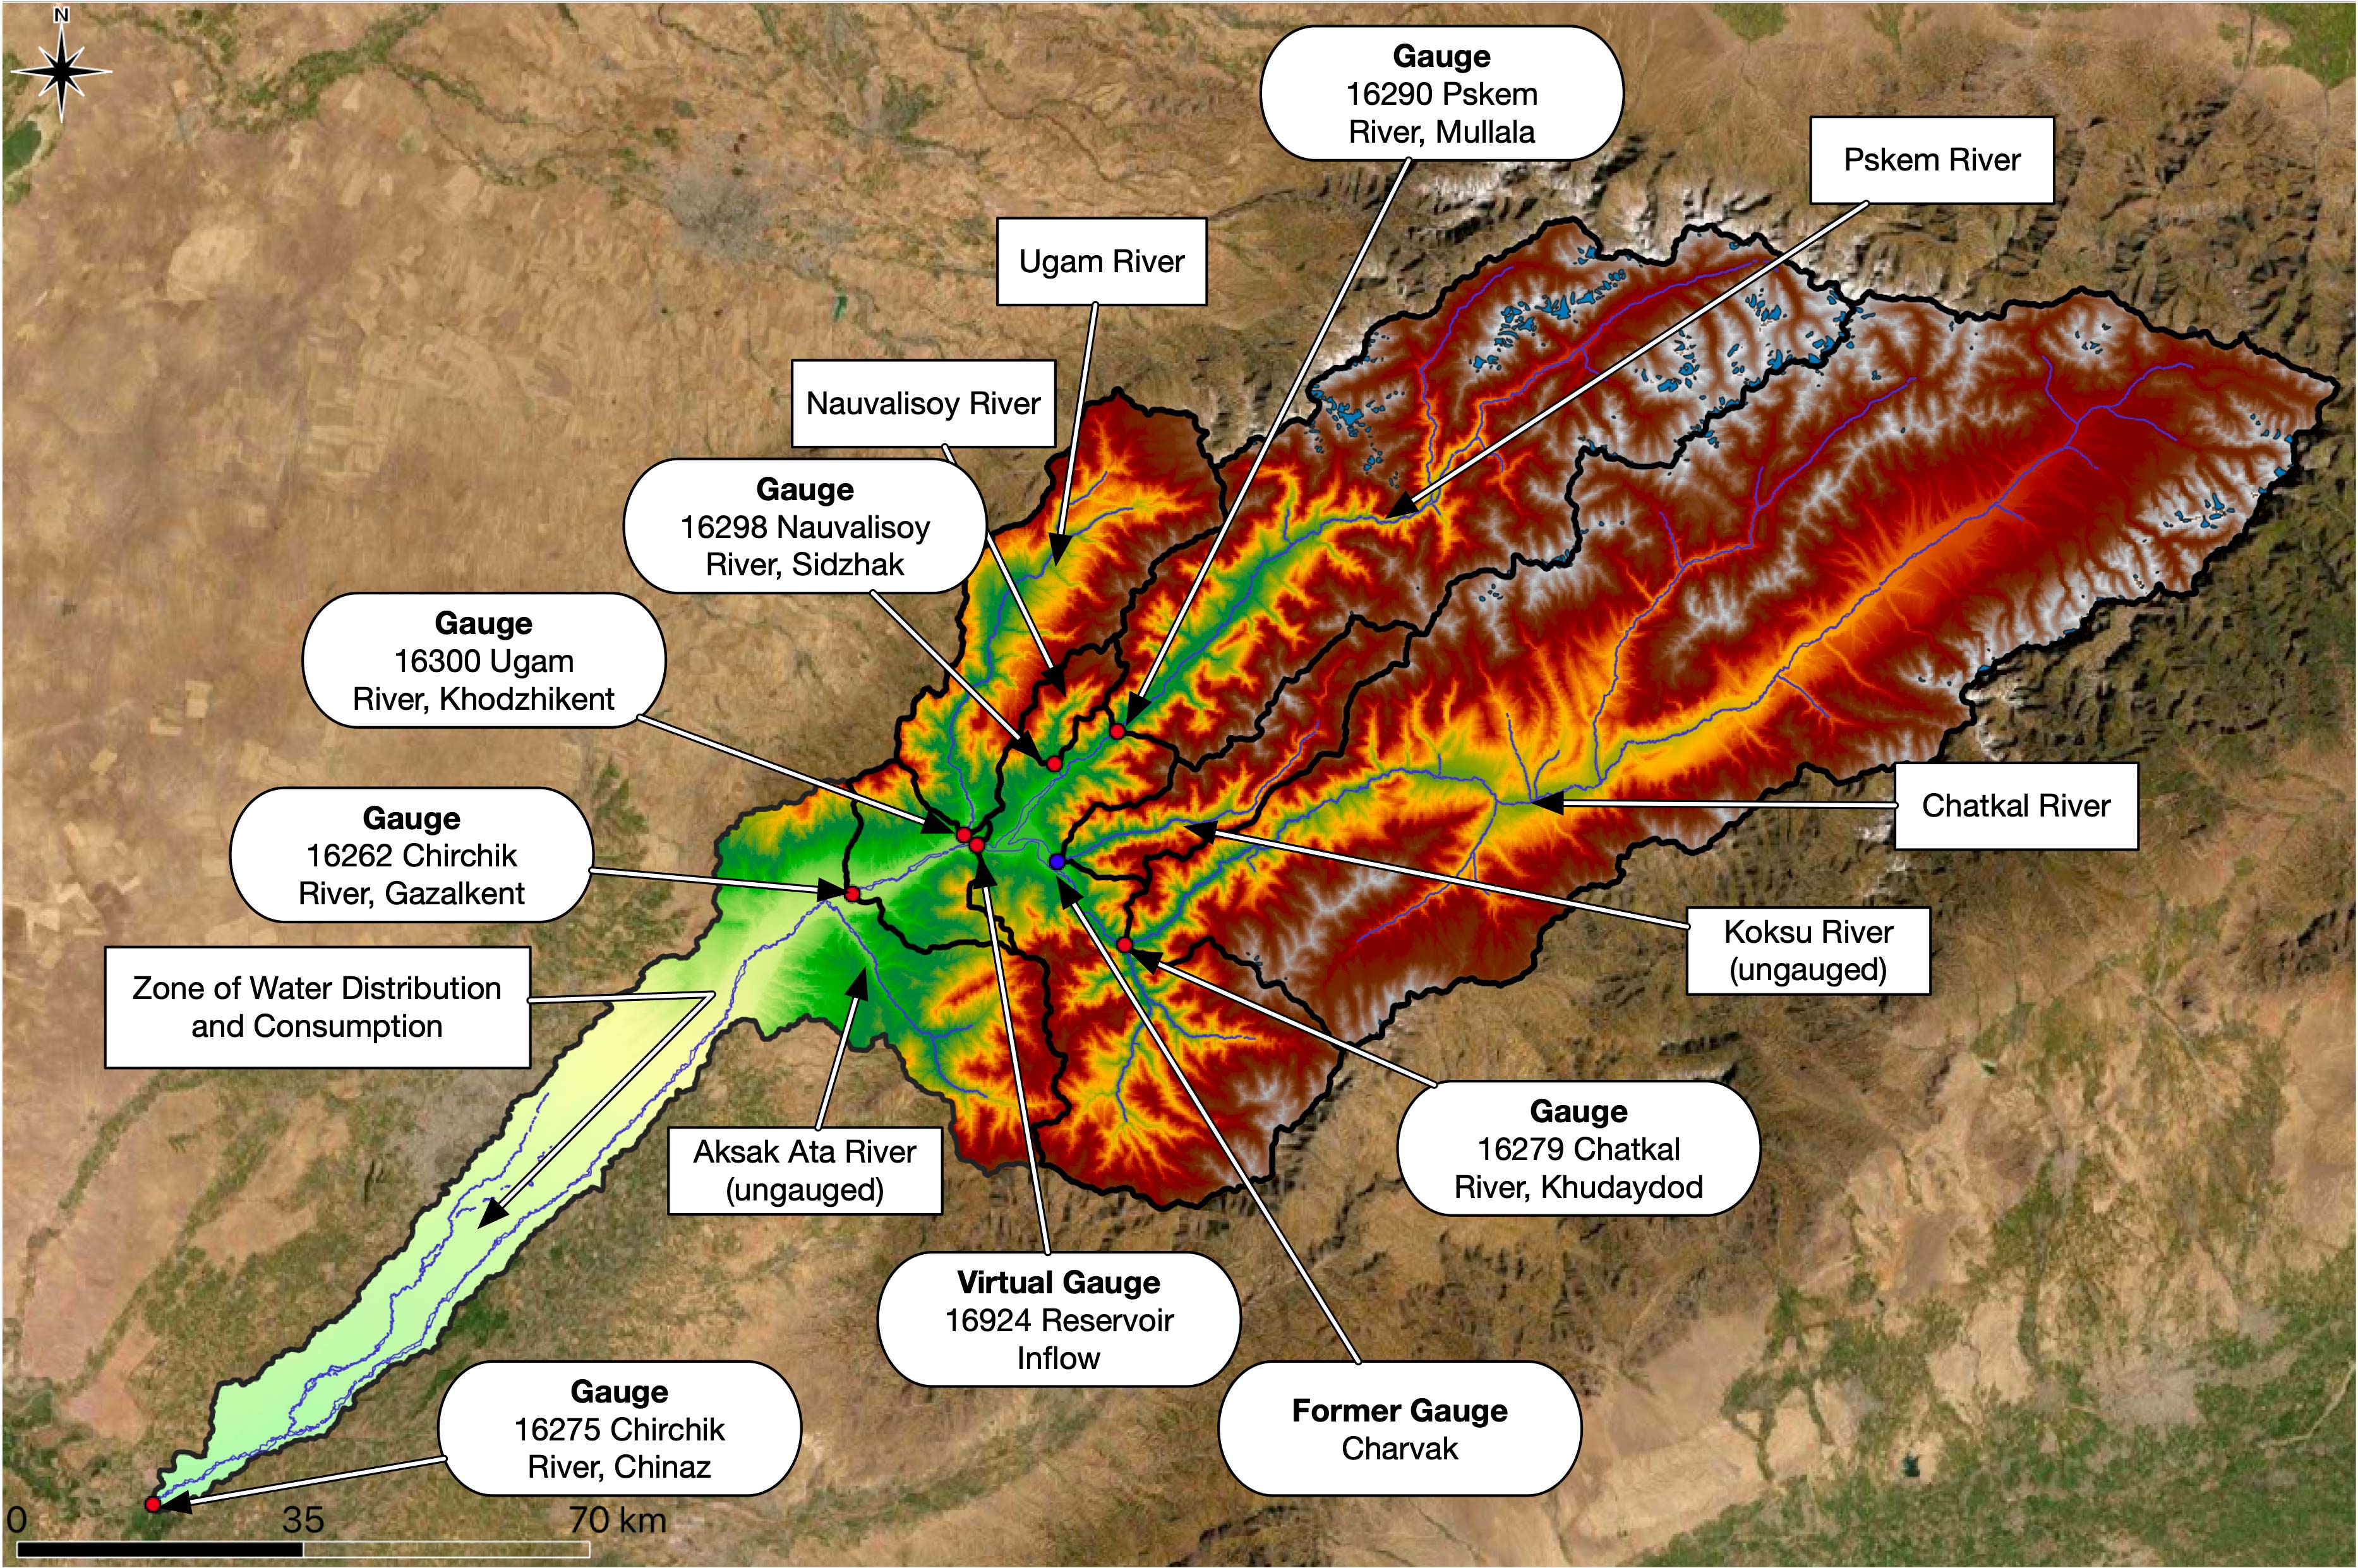 N
Gauge
16290 Pskem
River, Mullala
Pskem River
Ugam River
Nauvalisoy River
Gauge
16298 Nauvalisoy
River, Sidzhak
Gauge
16300 Ugam
River, Khodzhikent
Gauge
16262 Chirchik
River, Gazalkent
Chatkal River
Koksu River
(ungauged)
Zone of Water Distribution
and Consumption
Aksak Ata River
(ungauged)
Gauge
16279 Chatkal
River, Khudaydod
Virtual Gauge
16924 Reservoir
Inflow
Former Gauge
Charvak
Gauge
16275 Chirchik
River, Chinaz
0 35 70 km